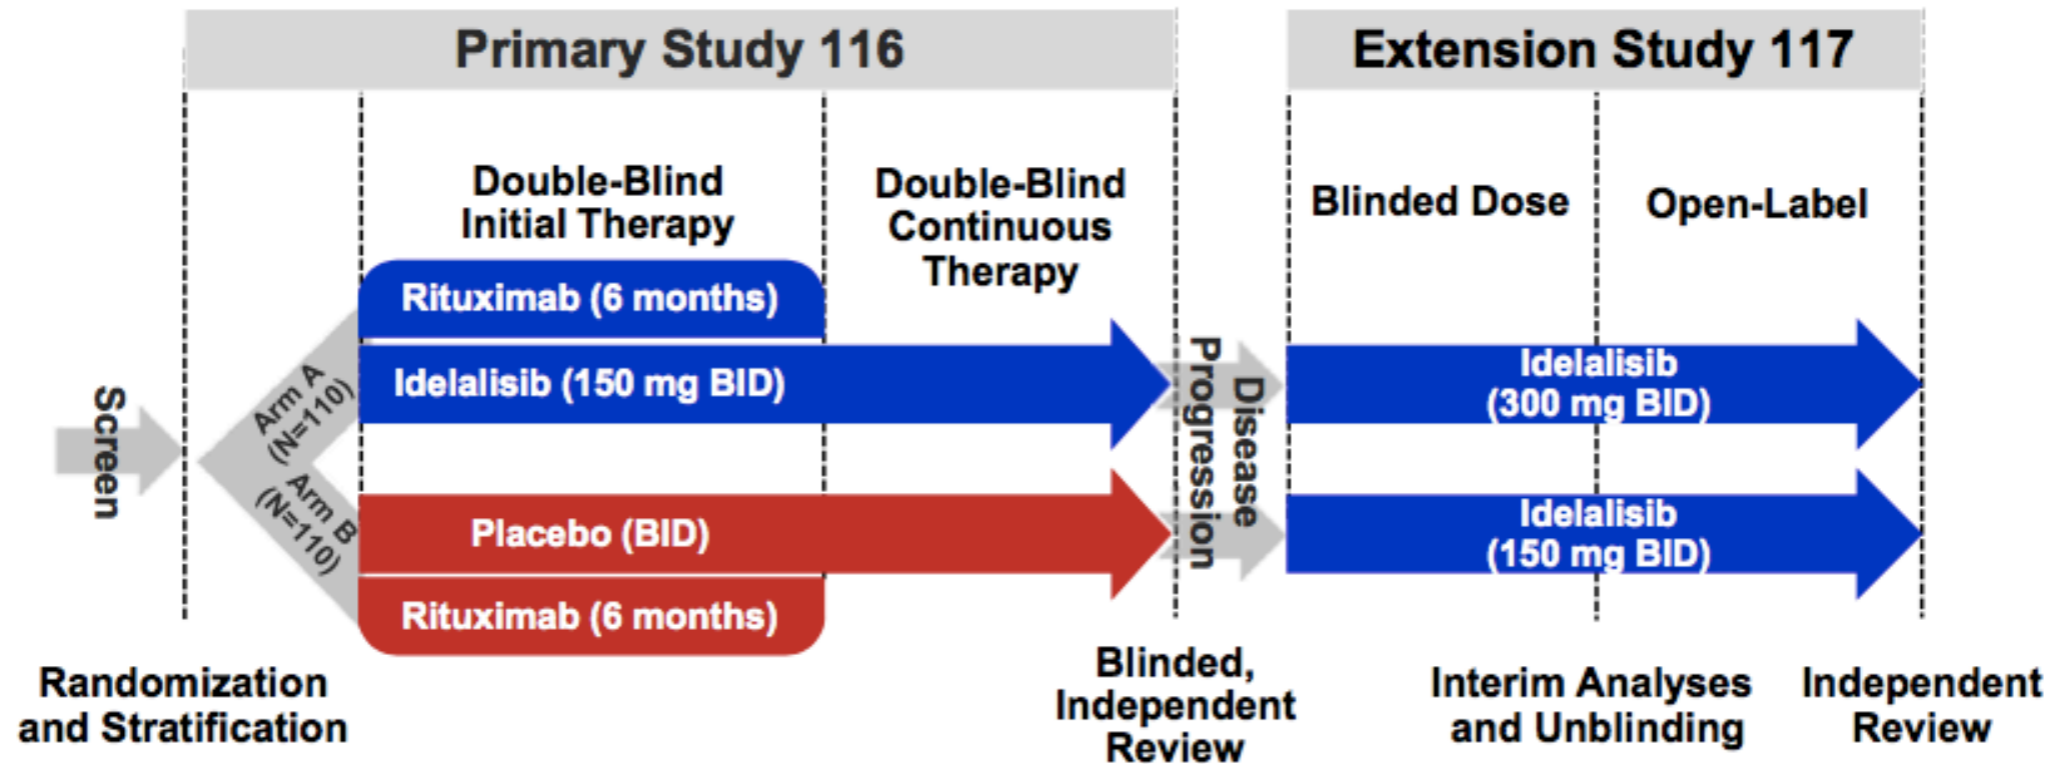 Primary Study 116
Extension Study 117
Double-Blind
Initial Therapy
Double-Blind
Continuous
Therapy
Blinded Dose
Open-Label
Screen
Arm A
(N=110)
Arm B
(N=110)
Rituximab (6 months)
Idelalisib (150 mg BID)
Placebo (BID)
Rituximab (6 months)
Disease
Progression
Idelalisib
(300 mg BID)
Idelalisib
(150 mg BID)
Randomization
and Stratification
Blinded,
Independent
Review
Interim Analyses
and Unblinding
Independent
Review